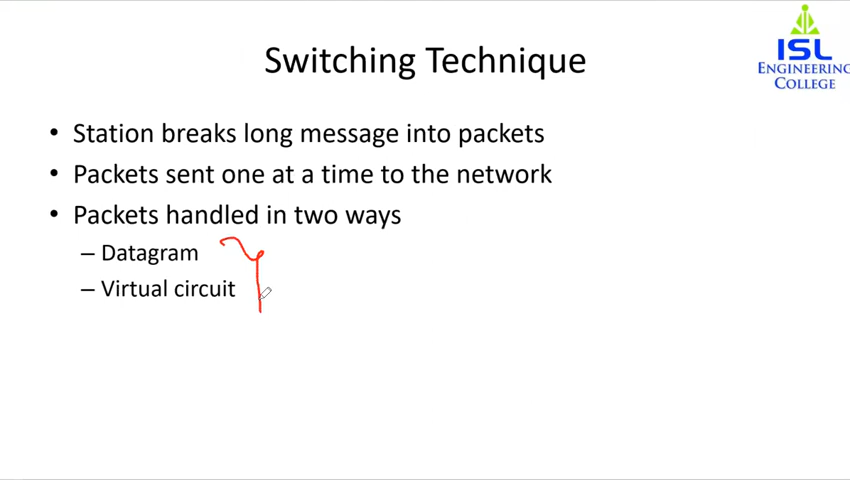 Switching Technique
ISL
ENGINEERING
COLLEGE
• Station breaks long message into packets
• Packets sent one at a time to the network
• Packets handled in two ways
– Datagram
– Virtual circuit